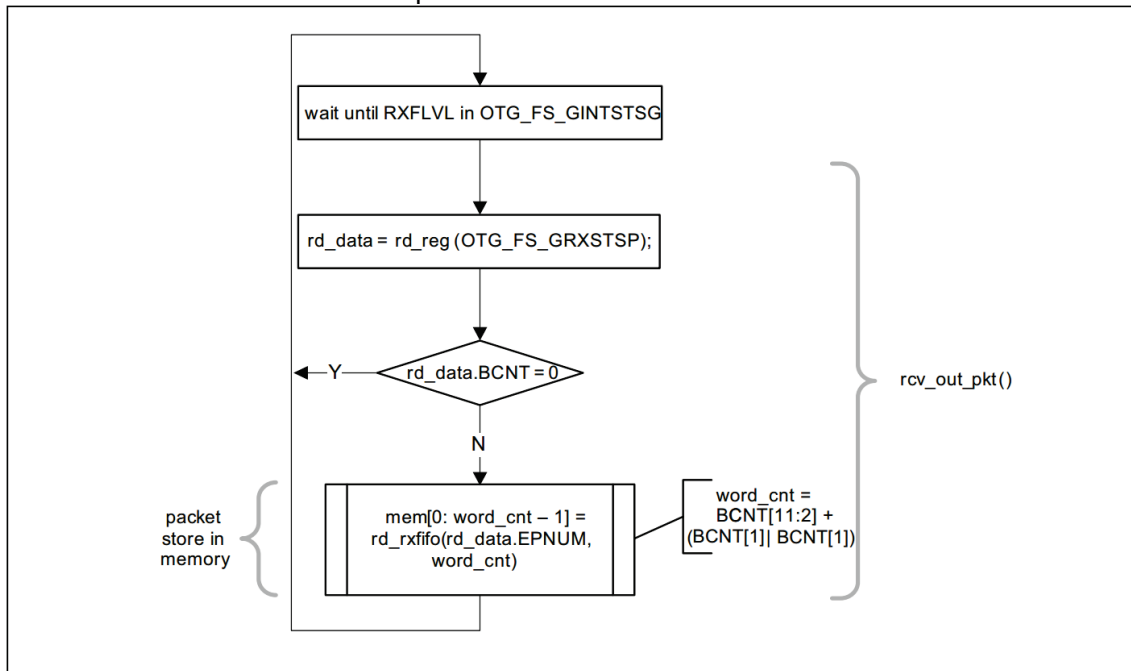 wait until RXFLVL in OTG_FS_GINTSTSG
rd_data = rd_reg (OTG_FS_GRXSTSP);
rd_data.BCNT = 0
Y
N
rcv_out_pkt()
packet
store in
memory
mem[0: word_cnt – 1] =
rd_rxfifo(rd_data.EPNUM,
word_cnt)
word_cnt =
BCNT[11:2] +
(BCNT[1]| BCNT[1])